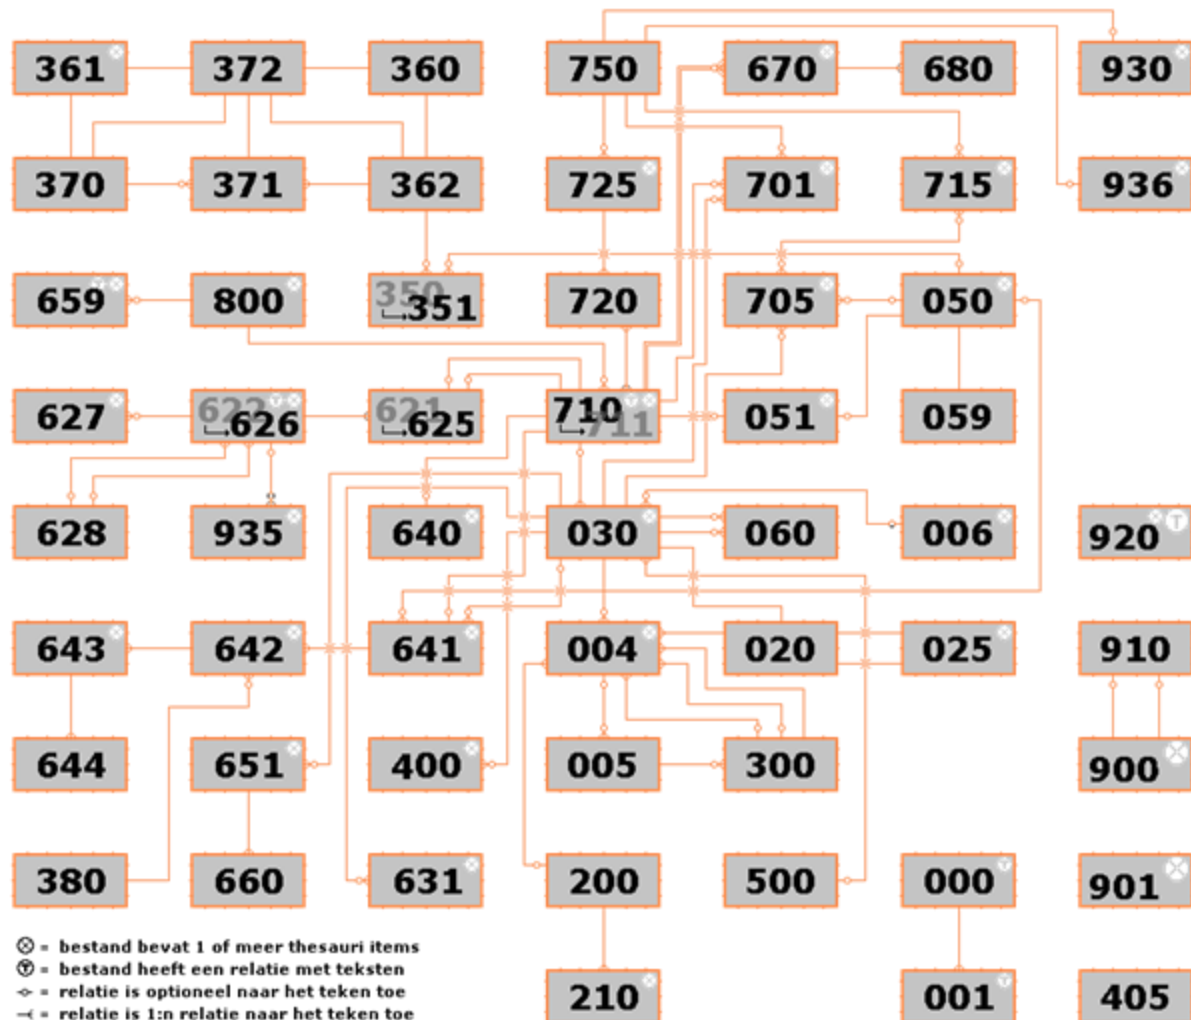 361 372 360 750 670 680 930
370 371 362 725 701 715 936
659 800 350 351 720 705 050
627 622 626 621 625 710 711 051 059
628 935 640 030 060 006 920
643 642 641 004 020 025 910
644 651 400 005 300 900
380 660 631 200 500 000 901
210 001 405
= bestand bevat 1 of meer thesauri items
T = bestand heeft een relatie met teksten
= relatie is optioneel naar het teken toe
= relatie is 1:n relatie naar het teken toe